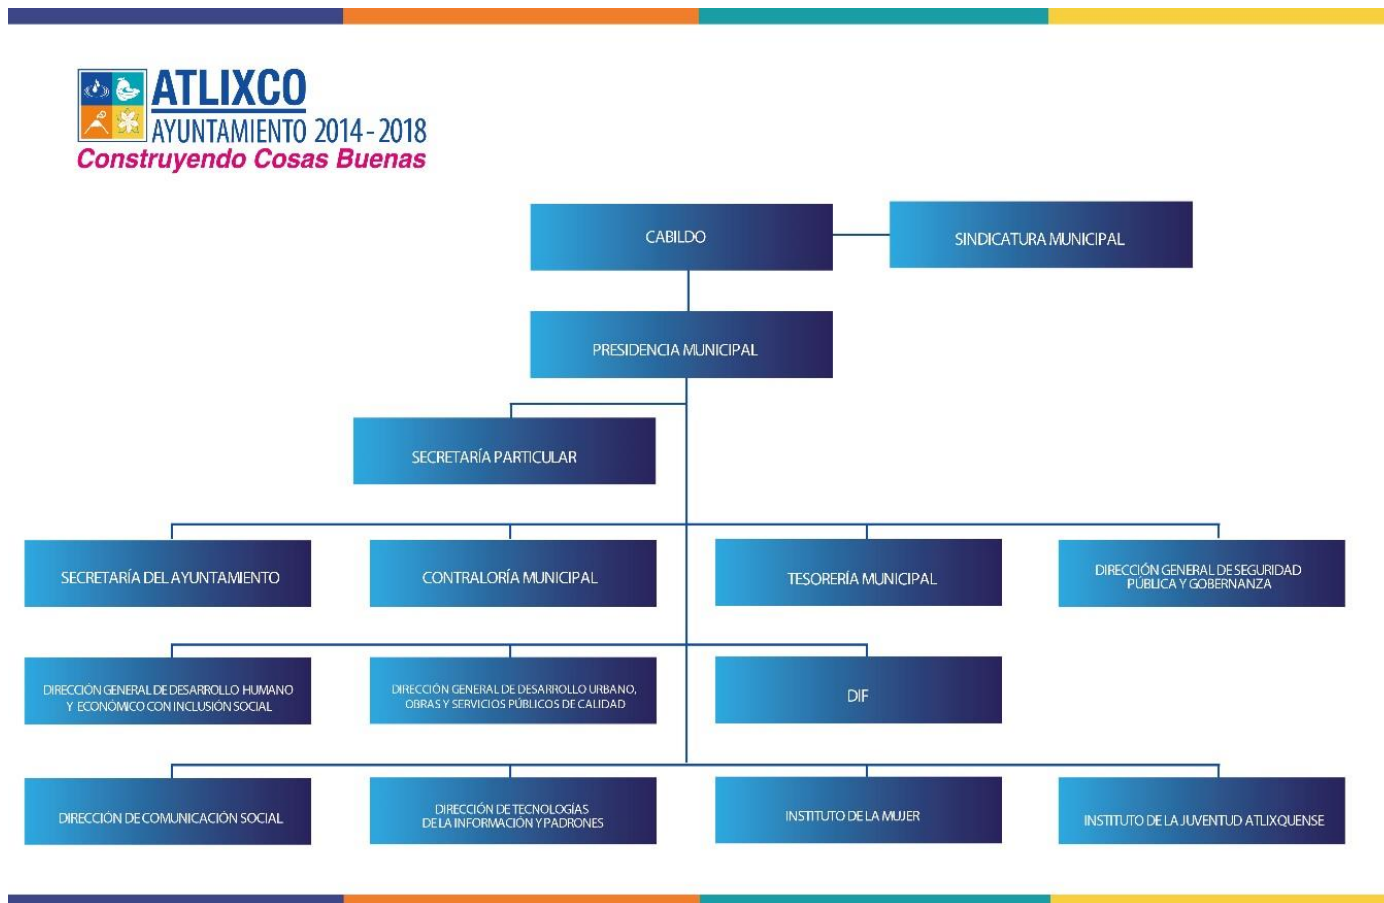 ATLIXCO
AYUNTAMIENTO 2014-2018
Construyendo Cosas Buenas
CABILDO
SINDICATURA MUNICIPAL
PRESIDENCIA MUNICIPAL
SECRETARÍA PARTICULAR
SECRETARÍA DEL AYUNTAMIENTO
CONTRALORÍA MUNICIPAL
TESORERÍA MUNICIPAL
DIRECCIÓN GENERAL DE SEGURIDAD
PÚBLICA Y GOBERNANZA
DIRECCIÓN GENERAL DE DESARROLLO HUMANO
Y ECONÓMICO CON INCLUSIÓN SOCIAL
DIRECCIÓN GENERAL DE DESARROLLO URBANO,
OBRAS Y SERVICIOS PÚBLICOS DE CALIDAD
DIF
DIRECCIÓN DE COMUNICACIÓN SOCIAL
DIRECCIÓN DE TECNOLOGÍAS
DE LA INFORMACIÓN Y PADRONES
INSTITUTO DE LA MUJER
INSTITUTO DE LA JUVENTUD ATLIXQUENSE